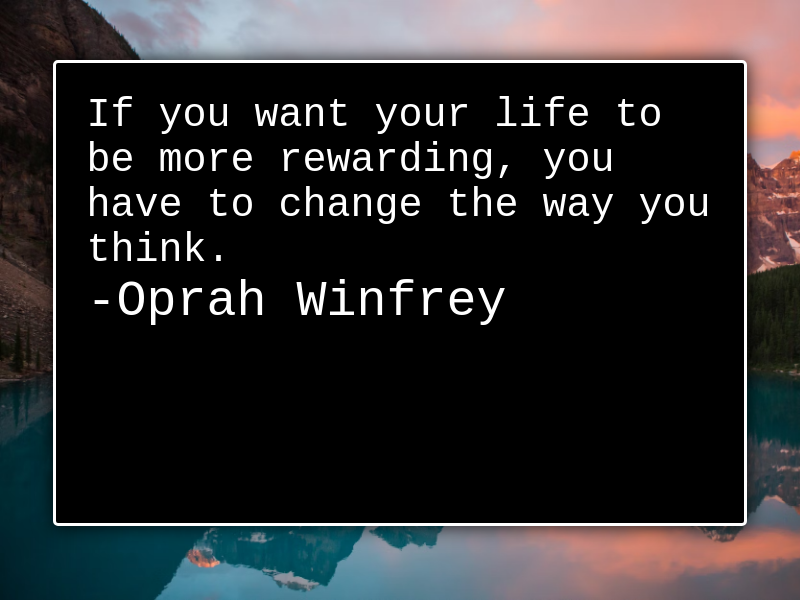 If you want your life to
be more rewarding, you
have to change the way you
think.
-Oprah Winfrey